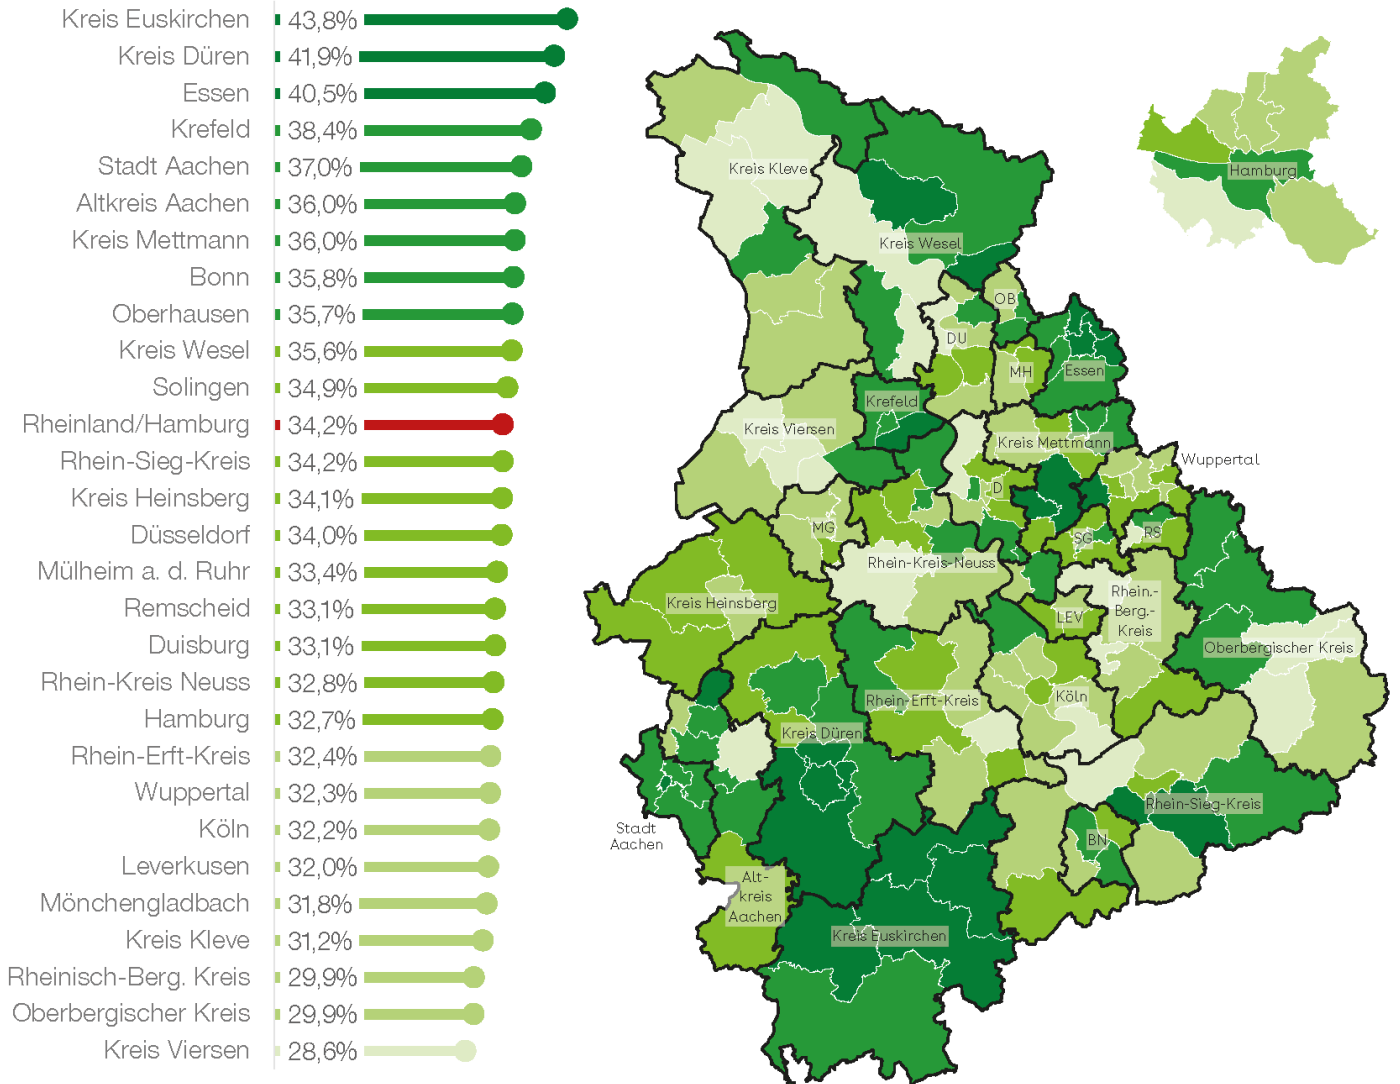 Kreis Euskirchen 43,8%
Kreis Düren 41,9%
Essen 40,5%
Krefeld 38,4%
Stadt Aachen 37,0%
Altkreis Aachen 36,0%
Kreis Mettmann 36,0%
Bonn 35,8%
Oberhausen 35,7%
Kreis Wesel 35,6%
Solingen 34,9%
Rheinland/Hamburg 34,2%
Rhein-Sieg-Kreis 34,2%
Kreis Heinsberg 34,1%
Düsseldorf 34,0%
Mülheim a. d. Ruhr 33,4%
Remscheid 33,1%
Duisburg 33,1%
Rhein-Kreis Neuss 32,8%
Hamburg 32,7%
Rhein-Erft-Kreis 32,4%
Wuppertal 32,3%
Köln 32,2%
Leverkusen 32,0%
Mönchengladbach 31,8%
Kreis Kleve 31,2%
Rheinisch-Berg. Kreis 29,9%
Oberbergischer Kreis 29,9%
Kreis Viersen 28,6%
Kreis Kleve
Hamburg
Kreis Wesel
OB
DU
MH
Essen
Krefeld
Kreis Viersen
Kreis Mettmann
Wuppertal
D
MG
SG
RS
Rhein-Kreis-Neuss
Kreis Heinsberg
LEV
Rhein.-
Berg.-
Kreis
Oberbergischer Kreis
Köln
Rhein-Erft-Kreis
Kreis Düren
Rhein-Sieg-Kreis
Stadt
Aachen
BN
Alt-
kreis
Aachen
Kreis Euskirchen